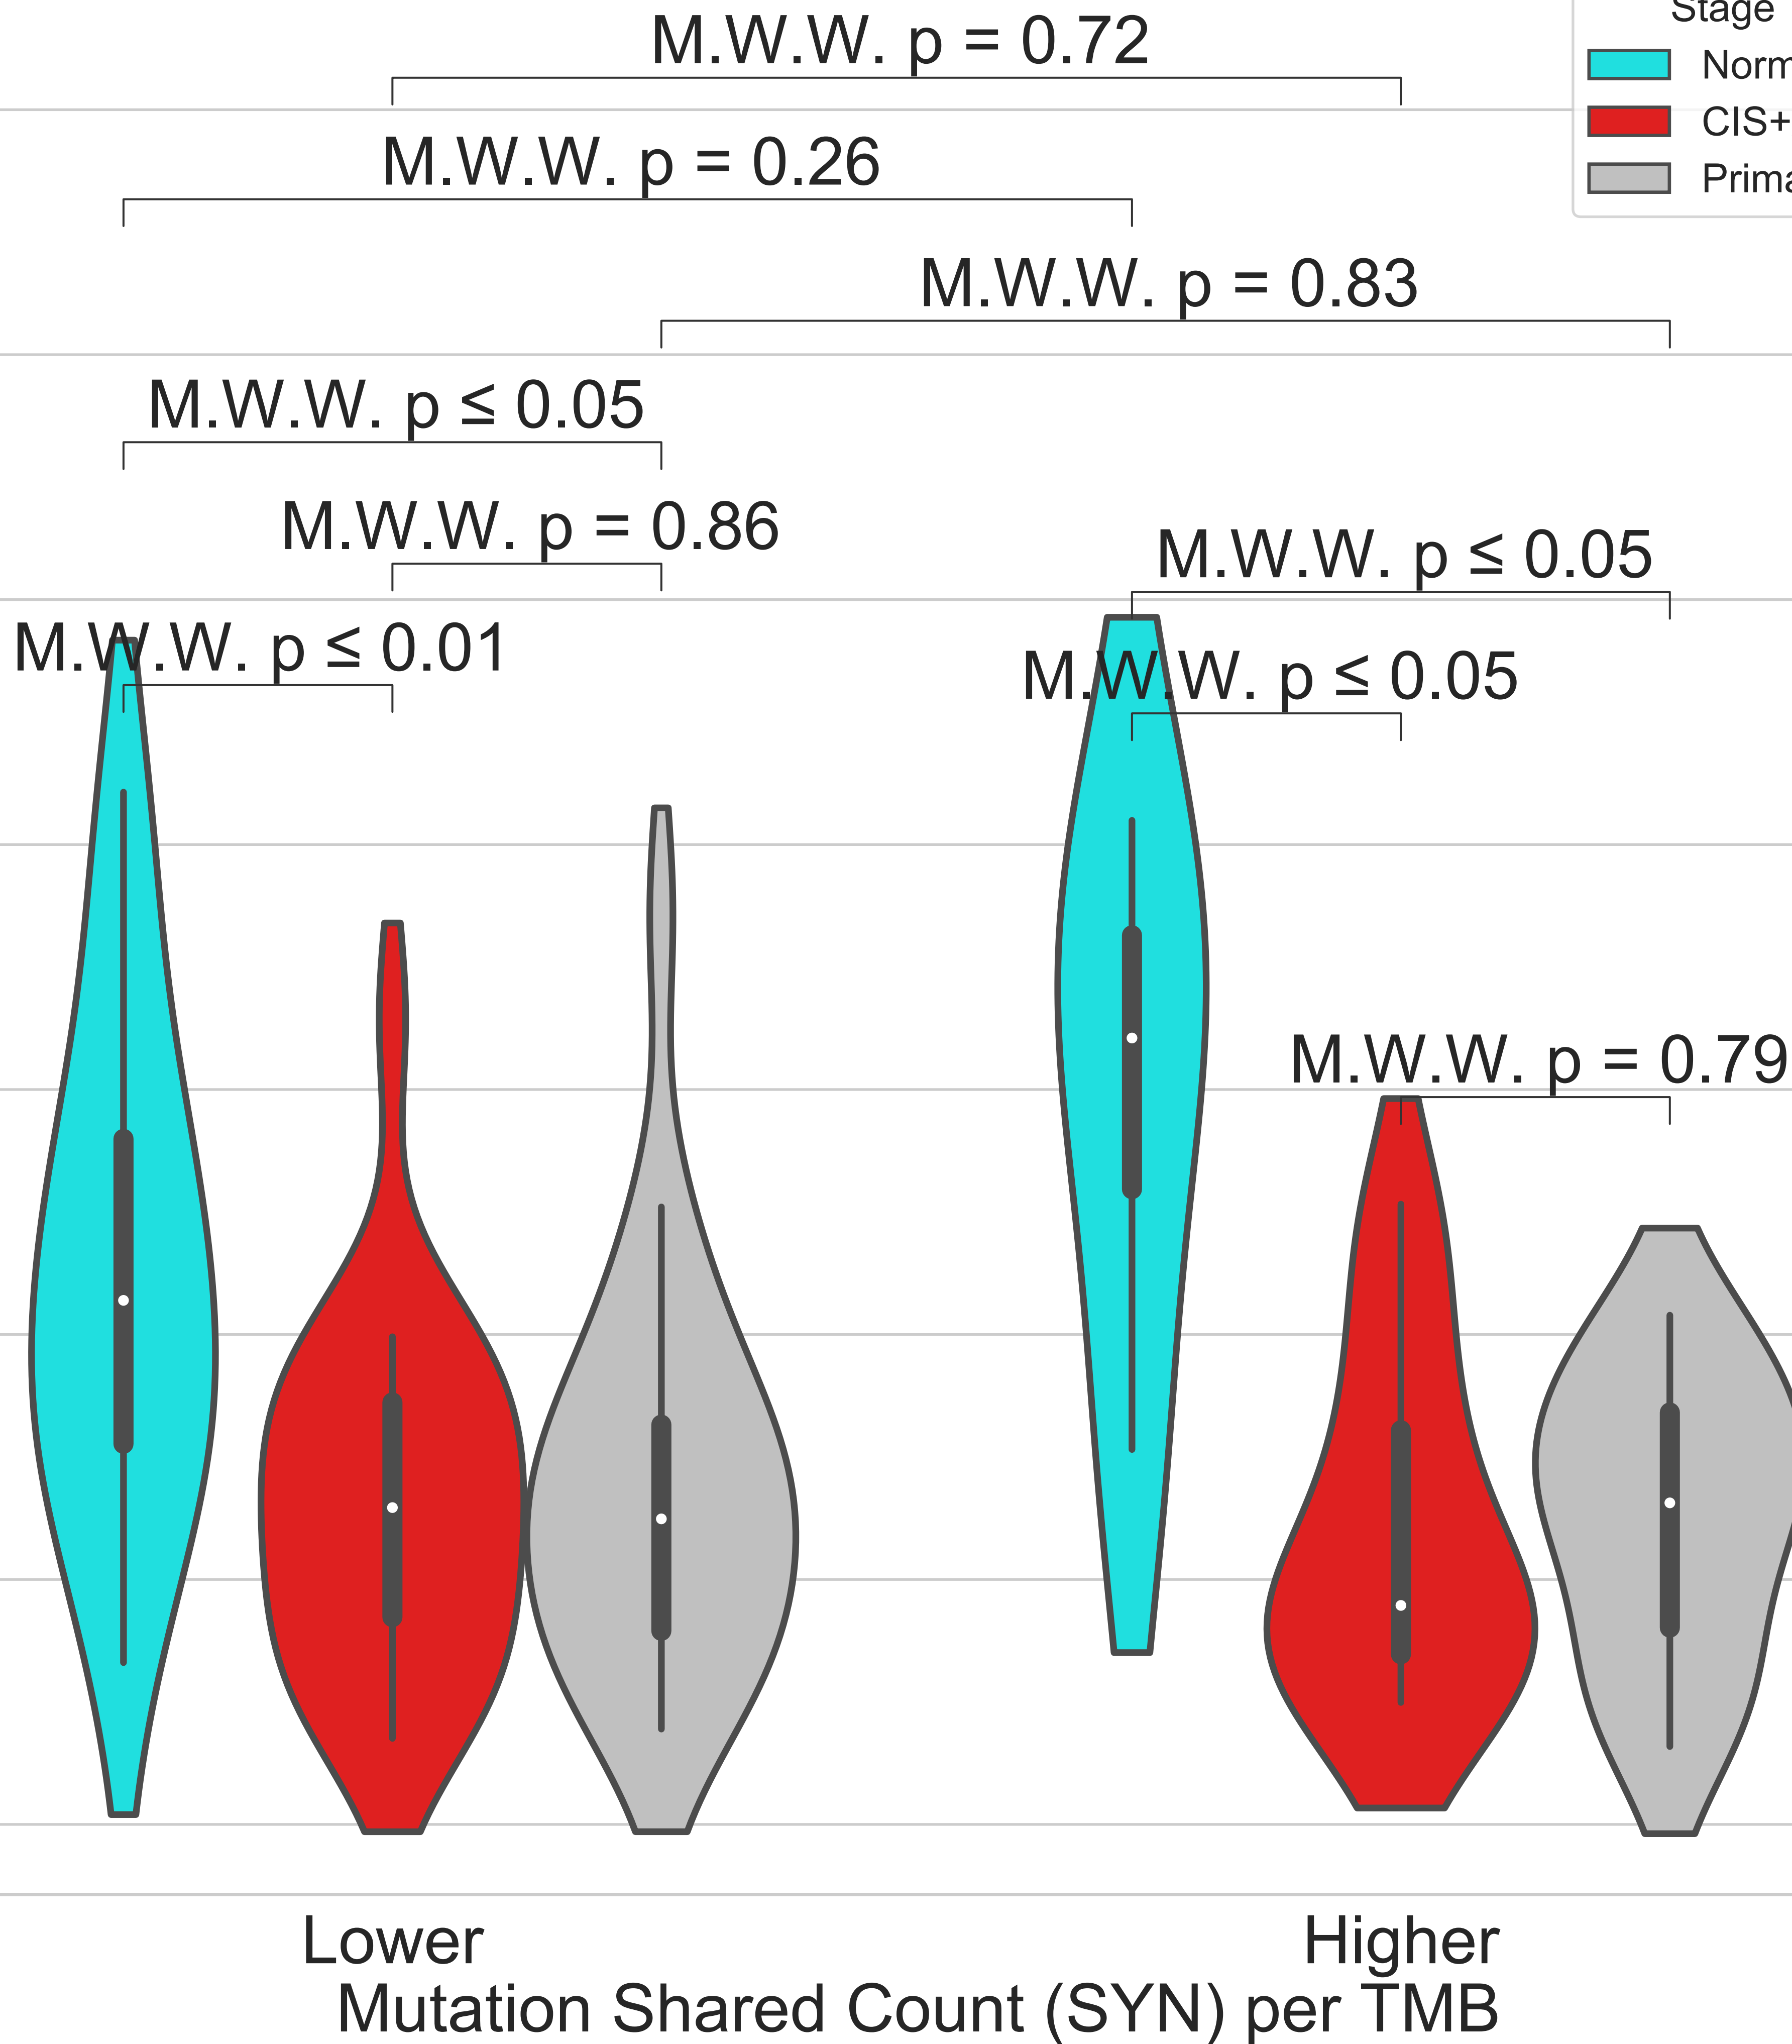 M.W.W. p = 0.72
Stage
M.W.W. p = 0.26
M.W.W. p = 0.83
M.W.W. p ≤ 0.05
M.W.W. p = 0.86
M.W.W. p ≤ 0.05
M.W.W. p ≤ 0.01
M.W.W. p ≤ 0.05
M.W.W. p = 0.79
Lower
Higher
Mutation Shared Count (SYN) per TMB